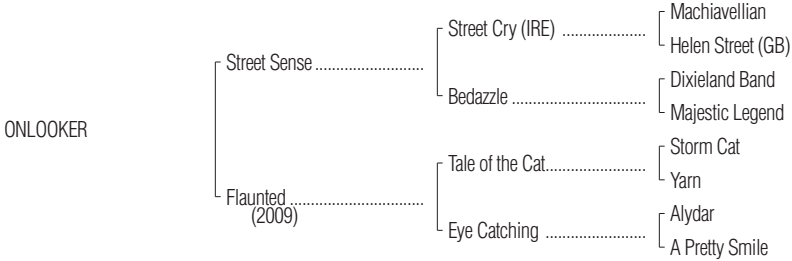 Machiavellian
Street Cry (IRE) ....................
Helen Street (GB)
Street Sense ..........................
Dixieland Band
Bedazzle ................................
Majestic Legend
ONLOOKER
Storm Cat
Tale of the Cat........................
Yarn
Flaunted ................................
(2009)
Alydar
Eye Catching ........................
A Pretty Smile